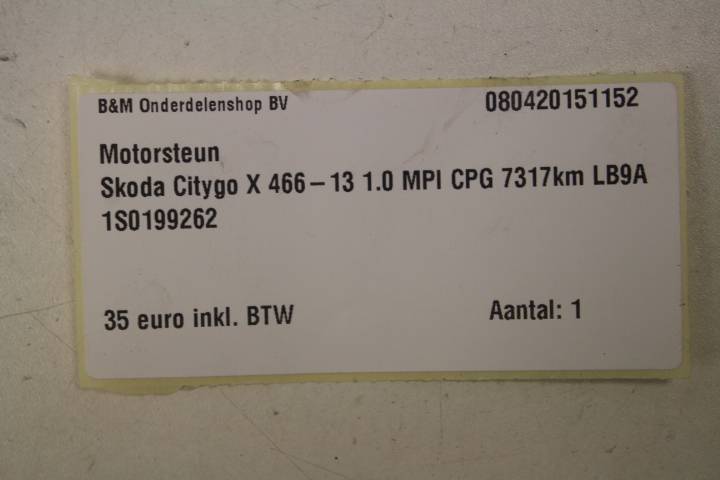 B&M Onderdelenshop BV 080420151152
Motorsteun
Skoda Citygo X 466-13 1.0 MPI CPG 7317km LB9A
1S0199262
35 euro inkl. BTW Aantal: 1